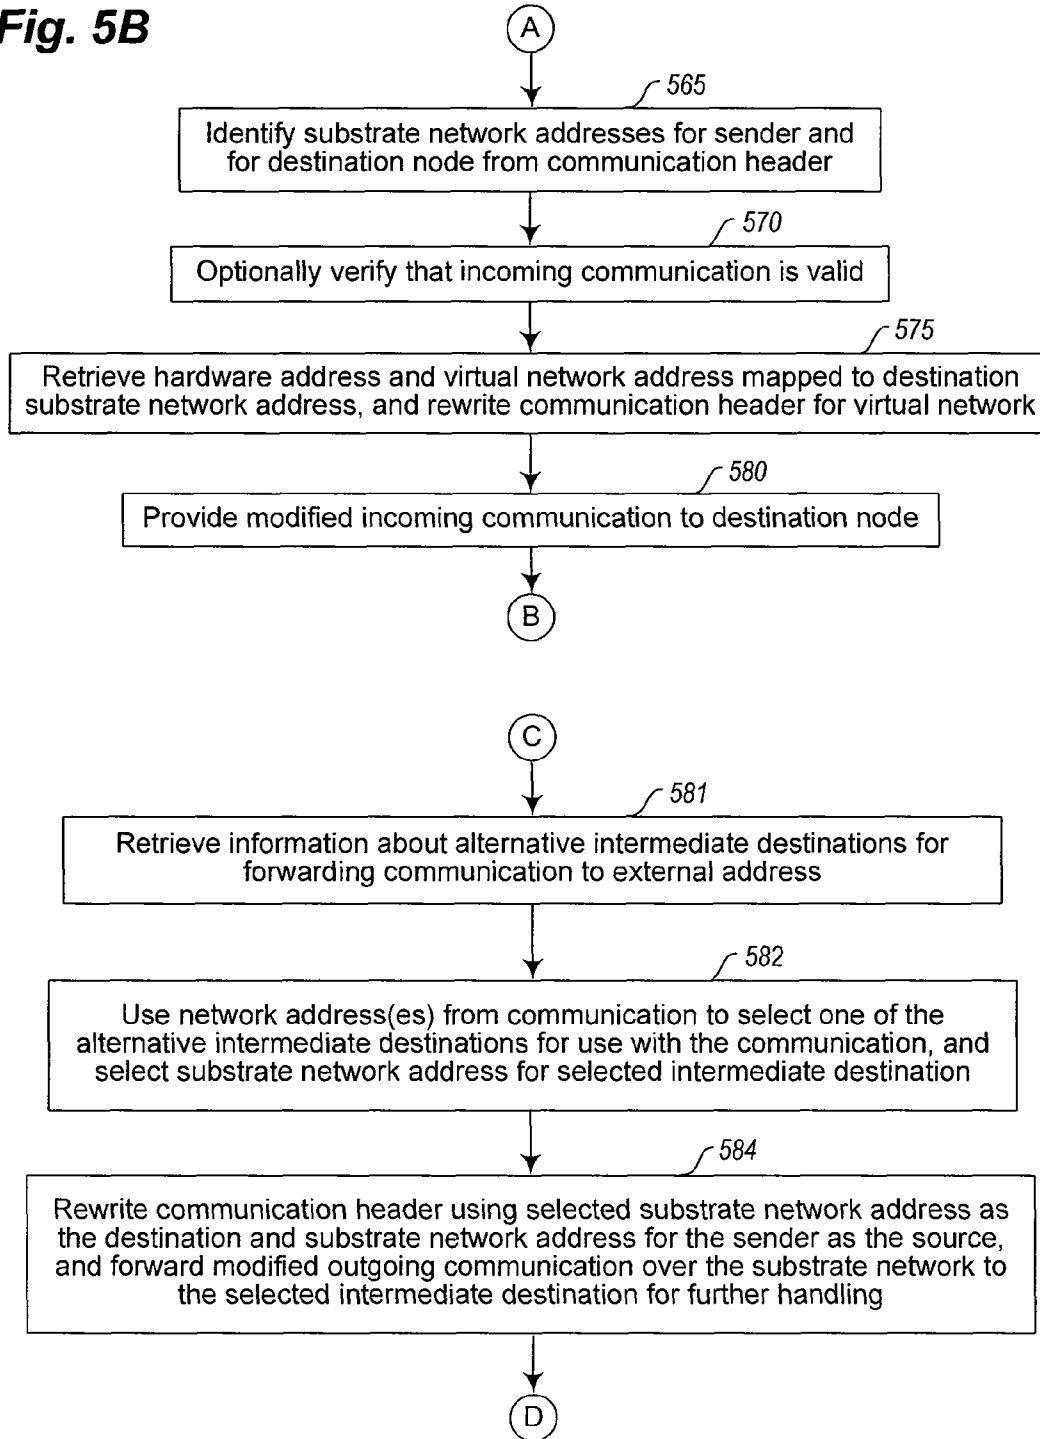 Fig. 5B
A
565
Identify substrate network addresses for sender and
for destination node from communication header
570
Optionally verify that incoming communication is valid
575
Retrieve hardware address and virtual network address mapped to destination
substrate network address, and rewrite communication header for virtual network
580
Provide modified incoming communication to destination node
B
C
581
Retrieve information about alternative intermediate destinations for
forwarding communication to external address
582
Use network address(es) from communication to select one of the
alternative intermediate destinations for use with the communication, and
select substrate network address for selected intermediate destination
584
Rewrite communication header using selected substrate network address as
the destination and substrate network address for the sender as the source,
and forward modified outgoing communication over the substrate network to
the selected intermediate destination for further handling
D